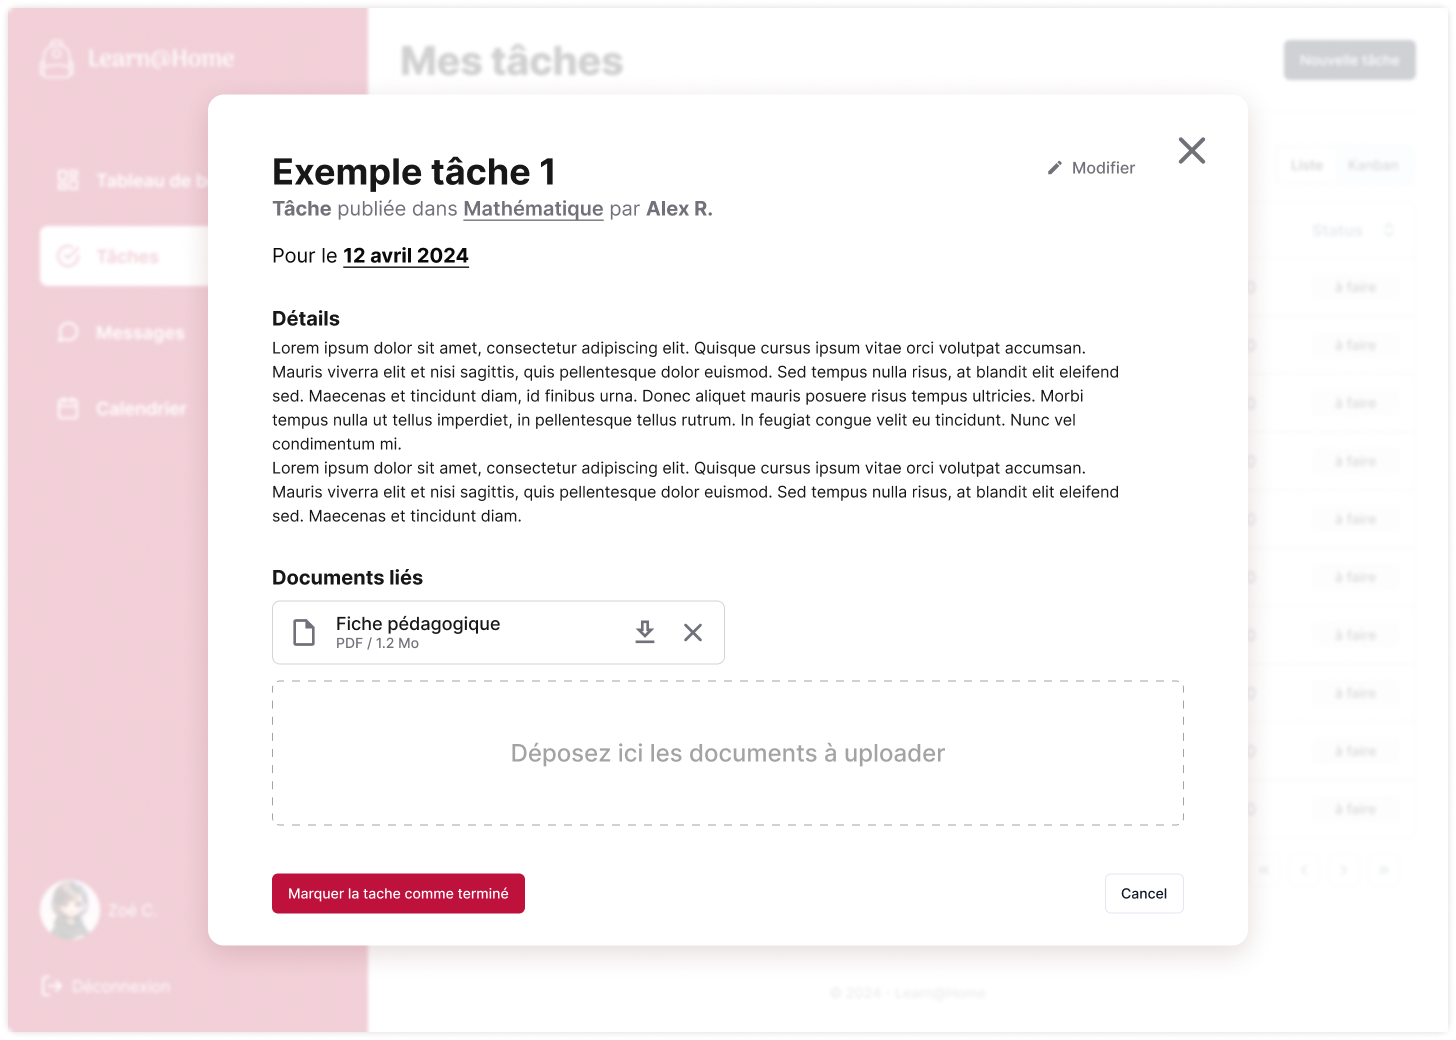 Learn@Home
Mes tâches
Nouvelle tâche
Tableau de b
Tâches
Messages
Calendrier
Zoé C.
Déconnexion
Liste
Kanban
Status
Exemple tâche 1
Modifier
Tâche publiée dans Mathématique par Alex R.
Pour le 12 avril 2024
Détails
Lorem ipsum dolor sit amet, consectetur adipiscing elit. Quisque cursus ipsum vitae orci volutpat accumsan.
Mauris viverra elit et nisi sagittis, quis pellentesque dolor euismod. Sed tempus nulla risus, at blandit elit eleifend
sed. Maecenas et tincidunt diam, id finibus urna. Donec aliquet mauris posuere risus tempus ultricies. Morbi
tempus nulla ut tellus imperdiet, in pellentesque tellus rutrum. In feugiat congue velit eu tincidunt. Nunc vel
condimentum mi.
Lorem ipsum dolor sit amet, consectetur adipiscing elit. Quisque cursus ipsum vitae orci volutpat accumsan.
Mauris viverra elit et nisi sagittis, quis pellentesque dolor euismod. Sed tempus nulla risus, at blandit elit eleifend
sed. Maecenas et tincidunt diam.
Documents liés
Fiche pédagogique
PDF / 1.2 Mo
Déposez ici les documents à uploader
Marquer la tache comme terminé
Cancel
à faire
à faire
à faire
à faire
à faire
à faire
à faire
à faire
à faire
à faire
© 2024 - Learn@Home